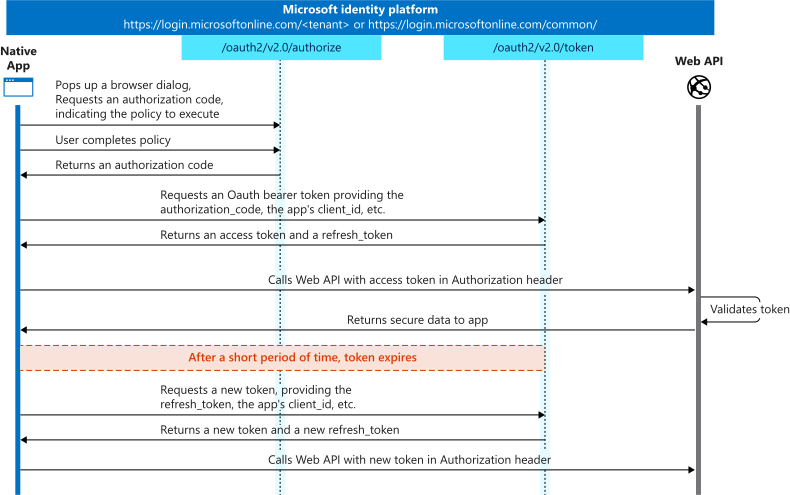 Microsoft identity platform
https://login.microsoftonline.com/<tenant> or https://login.microsoftonline.com/common/
/oauth2/v2.0/authorize
/oauth2/v2.0/token
Native
App
Web API
Pops up a browser dialog,
Requests an authorization code,
indicating the policy to execute
User completes policy
Returns an authorization code
Requests an Oauth bearer token providing the
authorization_code, the app's client_id, etc.
Returns an access token and a refresh_token
Calls Web API with access token in Authorization header
Validates token
Returns secure data to app
After a short period of time, token expires
Requests a new token, providing the
refresh_token, the app's client_id, etc.
Returns a new token and a new refresh_token
Calls Web API with new token in Authorization header